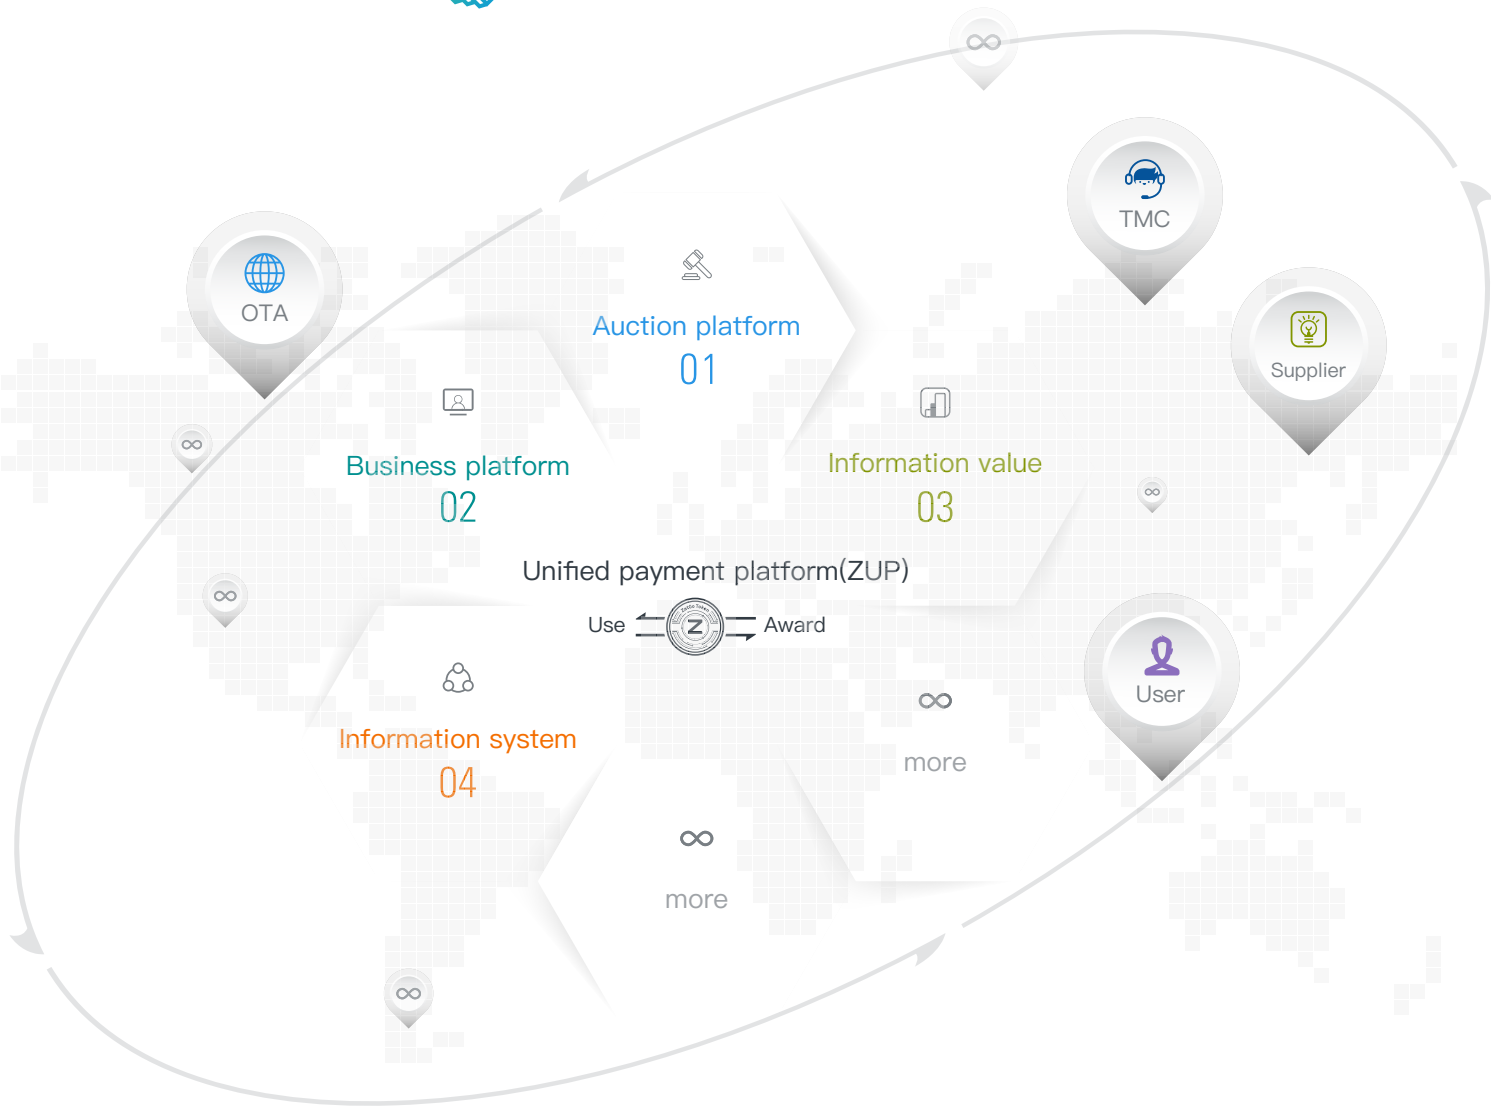 TMC
OTA
Auction platform
01
Supplier
Business platform
02
Information value
03
Unified payment platform(ZUP)
Use
Z
Award
User
Information system
04
more
more